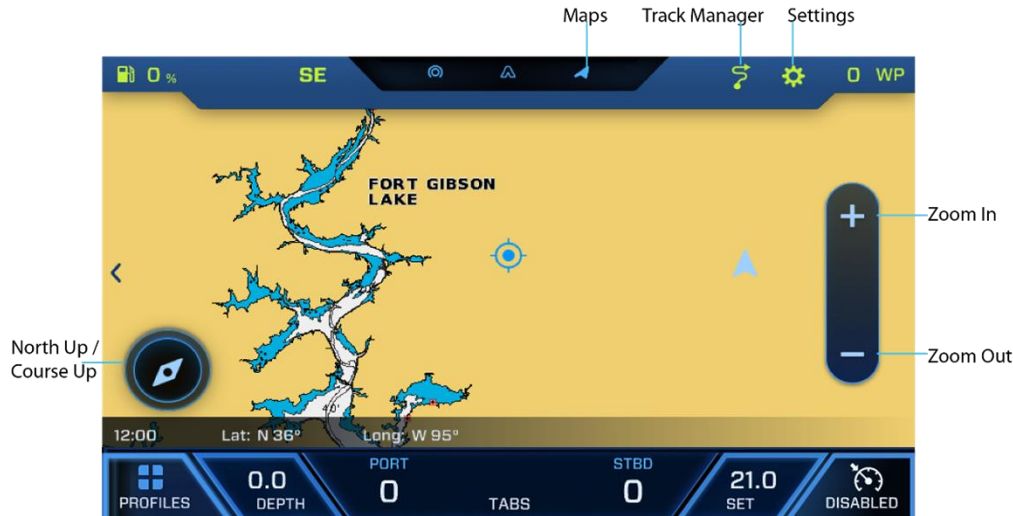 Maps Track Manager Settings
0 % SE 0 WP
FORT GIBSON
LAKE
Zoom In
North Up /
Course Up
Zoom Out
40'
12:00 Lat: N 36° Long: W 95°
PORT STBD
0.0 0 0 21.0
PROFILES DEPTH TABS SET DISABLED